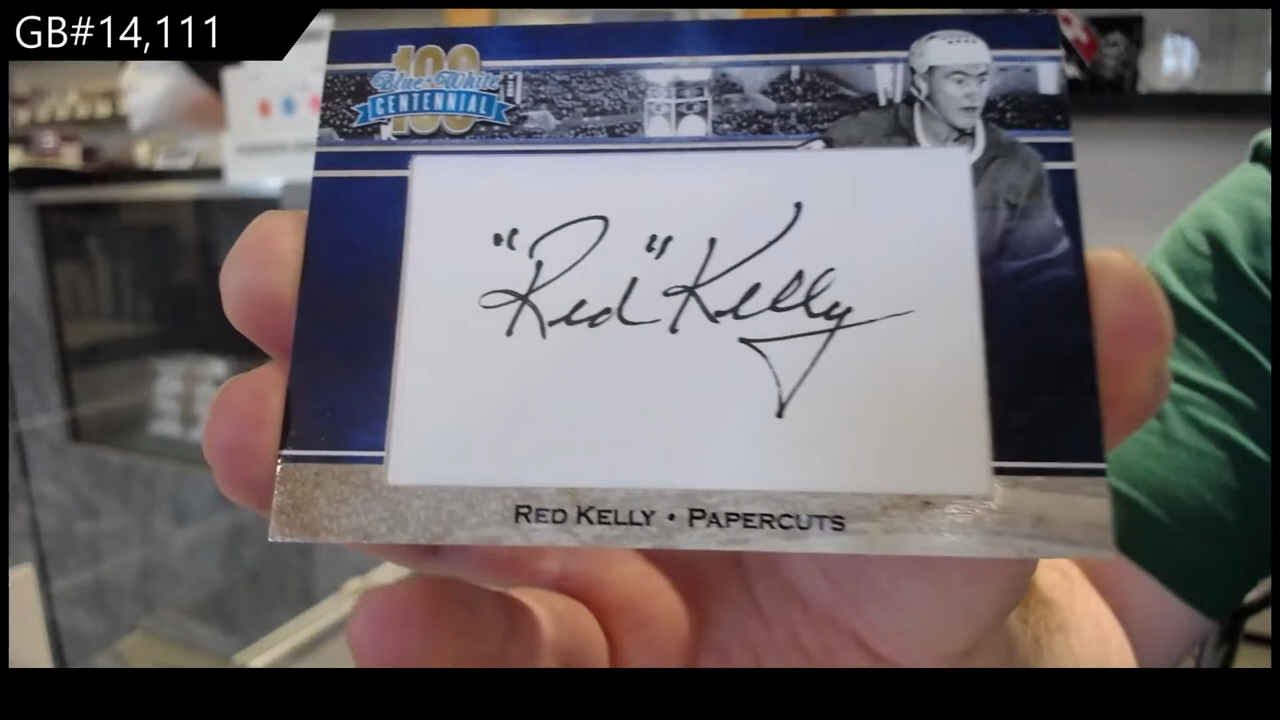 GB#14,111
100
Blue & White
CENTENNIAL
"Red" Kelly
RED KELLY • PAPERCUTS